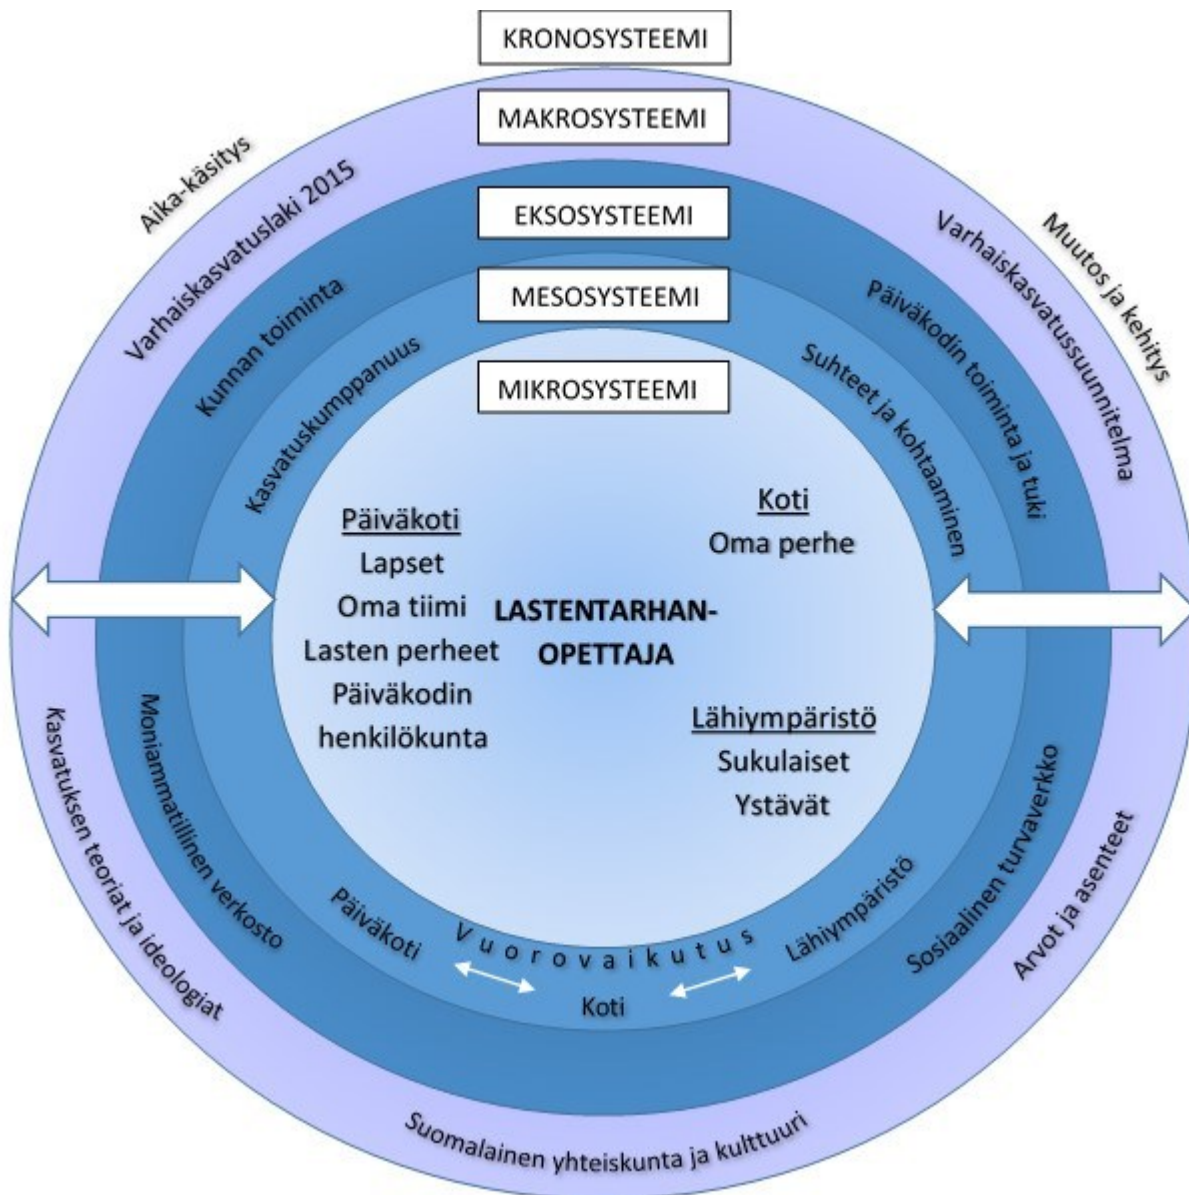 KRONOSYSTEEMI
MAKROSYSTEEMI
Aika-käsitys
Varhaiskasvatuslaki 2015
Varhaiskasvatussuunnitelma
Muutos ja kehitys
EKSOSYSTEEMI
Kunnan toiminta
Päiväkodin toiminta ja tuki
MESOSYSTEEMI
Kasvatuskumppanuus
Suhteet ja kohtaaminen
MIKROSYSTEEMI
Päiväkoti
Lapset
Oma tiimi
Lasten perheet
Päiväkodin
henkilökunta
Koti
Oma perhe
LASTENTARHAN-
OPETTAJA
Lähiympäristö
Sukulaiset
Ystävät
Vuorovaikutus
Päiväkoti
Koti
Lähiympäristö
Moniammatillinen verkosto
Sosiaalinen turvaverkko
Kasvatuksen teoriat ja ideologiat
Arvot ja asenteet
Suomalainen yhteiskunta ja kulttuuri